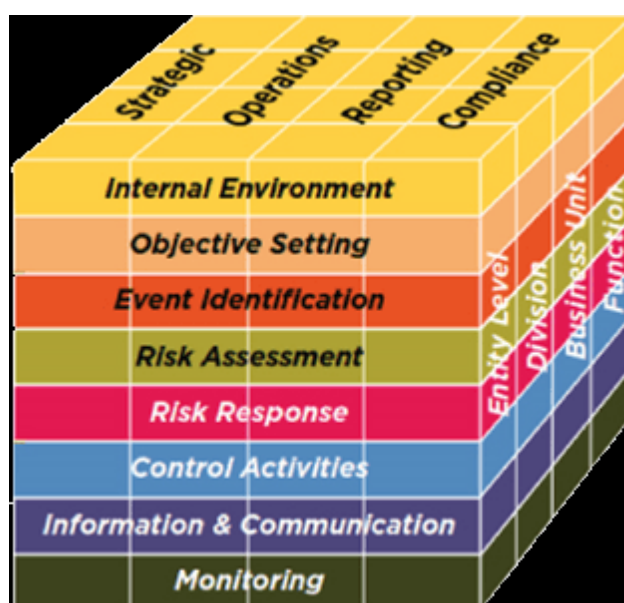 Strategic
Operations
Reporting
Compliance
Internal Environment
Objective Setting
Event Identification
Risk Assessment
Risk Response
Control Activities
Information & Communication
Monitoring
Entity Level
Division
Business Unit
Function